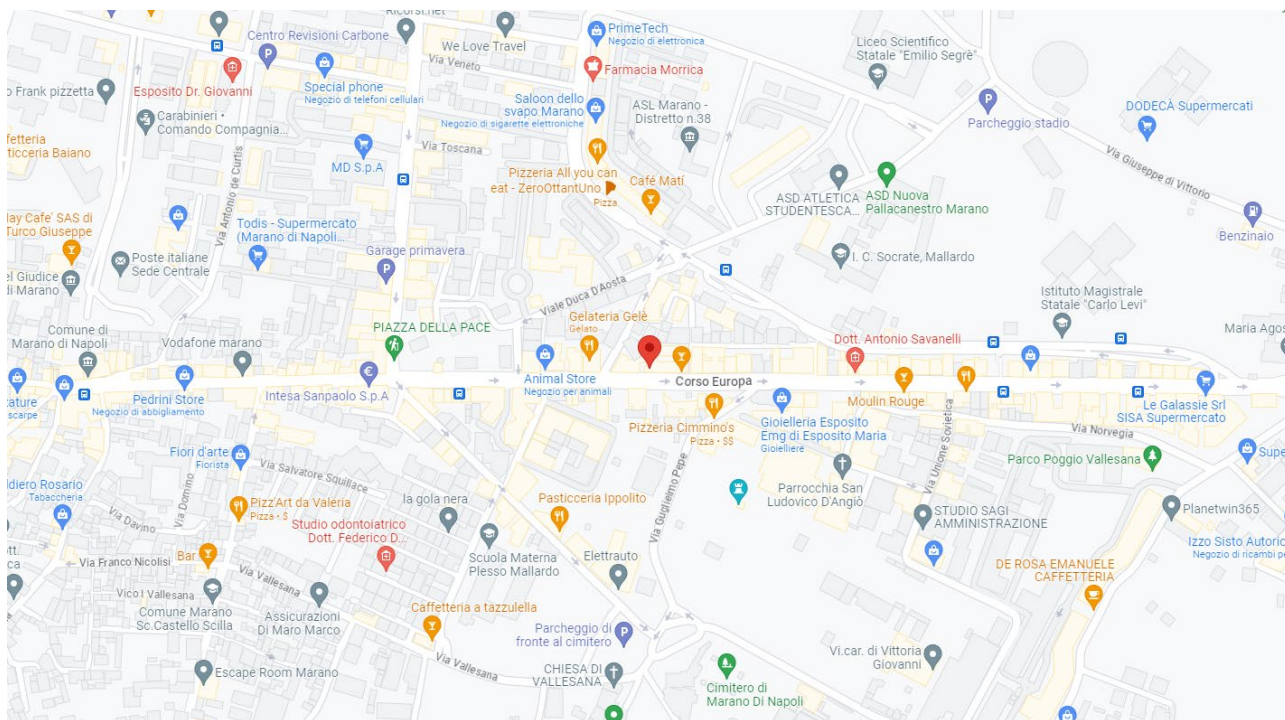 Ricorsi.net
PrimeTech
Negozio di elettronica
Centro Revisioni Carbone
We Love Travel
Via Veneto
Liceo Scientifico
Statale "Emilio Segrè"
Farmacia Morrica
Esposito Dr. Giovanni
Special phone
Negozio di telefoni cellulari
o Frank pizzetta
Saloon dello
svapo Marano
Negozio di sigarette elettroniche
ASL Marano -
Distretto n.38
DODECÀ Supermercati
Parcheggio stadio
Carabinieri •
Comando Compagnia...
fetteria
sticceria Baiano
Via Toscana
MD S.p.A
Via Antonio de Curtis
Via Giuseppe di Vittorio
Pizzeria All you can
eat - ZeroOttantUno
Pizza
Café Matí
ASD ATLETICA
STUDENTESCA...
ASD Nuova
Pallacanestro Marano
ay Cafe' SAS di
Turco Giuseppe
Todis - Supermercato
(Marano di Napoli...
Benzinaio
Garage primavera
Poste italiane
Sede Centrale
I. C. Socrate, Mallardo
el Giudice
di Marano
Viale Duca D'Aosta
Istituto Magistrale
Statale "Carlo Levi"
Gelateria Gelè
Gelato
PIAZZA DELLA PACE
Comune di
Marano di Napoli
Vodafone marano
Dott. Antonio Savanelli
Maria Agos
Animal Store
Negozio per animali
Corso Europa
Intesa Sanpaolo S.p.A
Pedrini Store
Negozio di abbigliamento
ature
scarpe
Moulin Rouge
Le Galassie Srl
SISA Supermercato
Pizzeria Cimmino's
Pizza • $$
Gioielleria Esposito
Emg di Esposito Maria
Gioielliere
Via Norvegia
Via Unione Sovietica
Fiori d'arte
Fiorista
Via Salvatore Squillace
Parco Poggio Vallesana
Supe
Via Guglielmo Pepe
Parrocchia San
Ludovico D'Angiò
ldiero Rosario
Tabaccheria
Via Domino
Pizz'Art da Valeria
Pizza • $
la gola nera
Pasticceria Ippolito
STUDIO SAGI
AMMINISTRAZIONE
Planetwin365
Via Davino
Studio odontoiatrico
Dott. Federico D...
Izzo Sisto Autoric
Negozio di ricambi pe
Bar
Via Franco Nicolisi
Via Vallesana
Scuola Materna
Plesso Mallardo
Elettrauto
DE ROSA EMANUELE
CAFFETTERIA
Vico I Vallesana
Comune Marano
Sc.Castello Scilla
Assicurazioni
Di Maro Marco
Caffetteria a tazzulella
Parcheggio di
fronte al cimitero
Vi.car. di Vittoria
Giovanni
Via Vallesana
Escape Room Marano
CHIESA DI
VALLESANA
Cimitero di
Marano Di Napoli